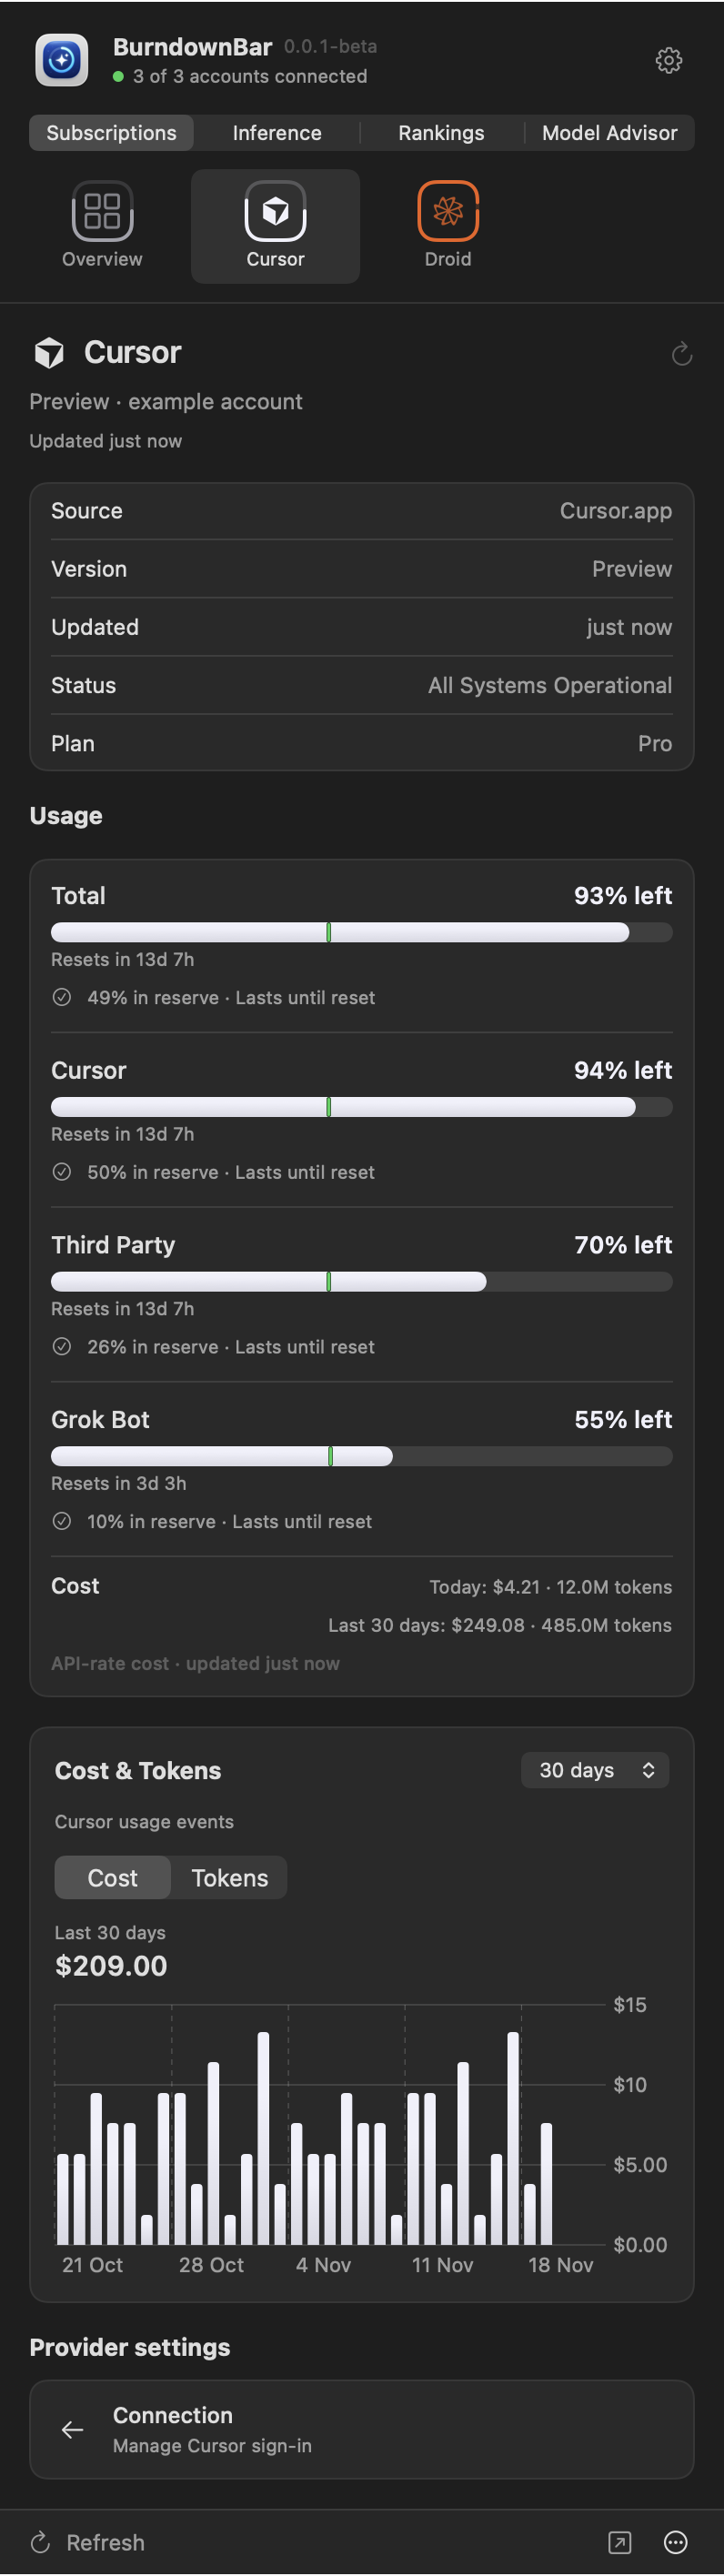 BurndownBar 0.0.1-beta
3 of 3 accounts connected
Subscriptions Inference Rankings Model Advisor
Overview Cursor Droid
Cursor
Preview · example account
Updated just now
Source Cursor.app
Version Preview
Updated just now
Status All Systems Operational
Plan Pro
Usage
Total 93% left
Resets in 13d 7h
49% in reserve · Lasts until reset
Cursor 94% left
Resets in 13d 7h
50% in reserve · Lasts until reset
Third Party 70% left
Resets in 13d 7h
26% in reserve · Lasts until reset
Grok Bot 55% left
Resets in 3d 3h
10% in reserve · Lasts until reset
Cost Today: $4.21 · 12.0M tokens
Last 30 days: $249.08 · 485.0M tokens
API-rate cost · updated just now
Cost & Tokens 30 days
Cursor usage events
Cost Tokens
Last 30 days
$209.00
$15
$10
$5.00
$0.00
21 Oct 28 Oct 4 Nov 11 Nov 18 Nov
Provider settings
Connection
Manage Cursor sign-in
Refresh